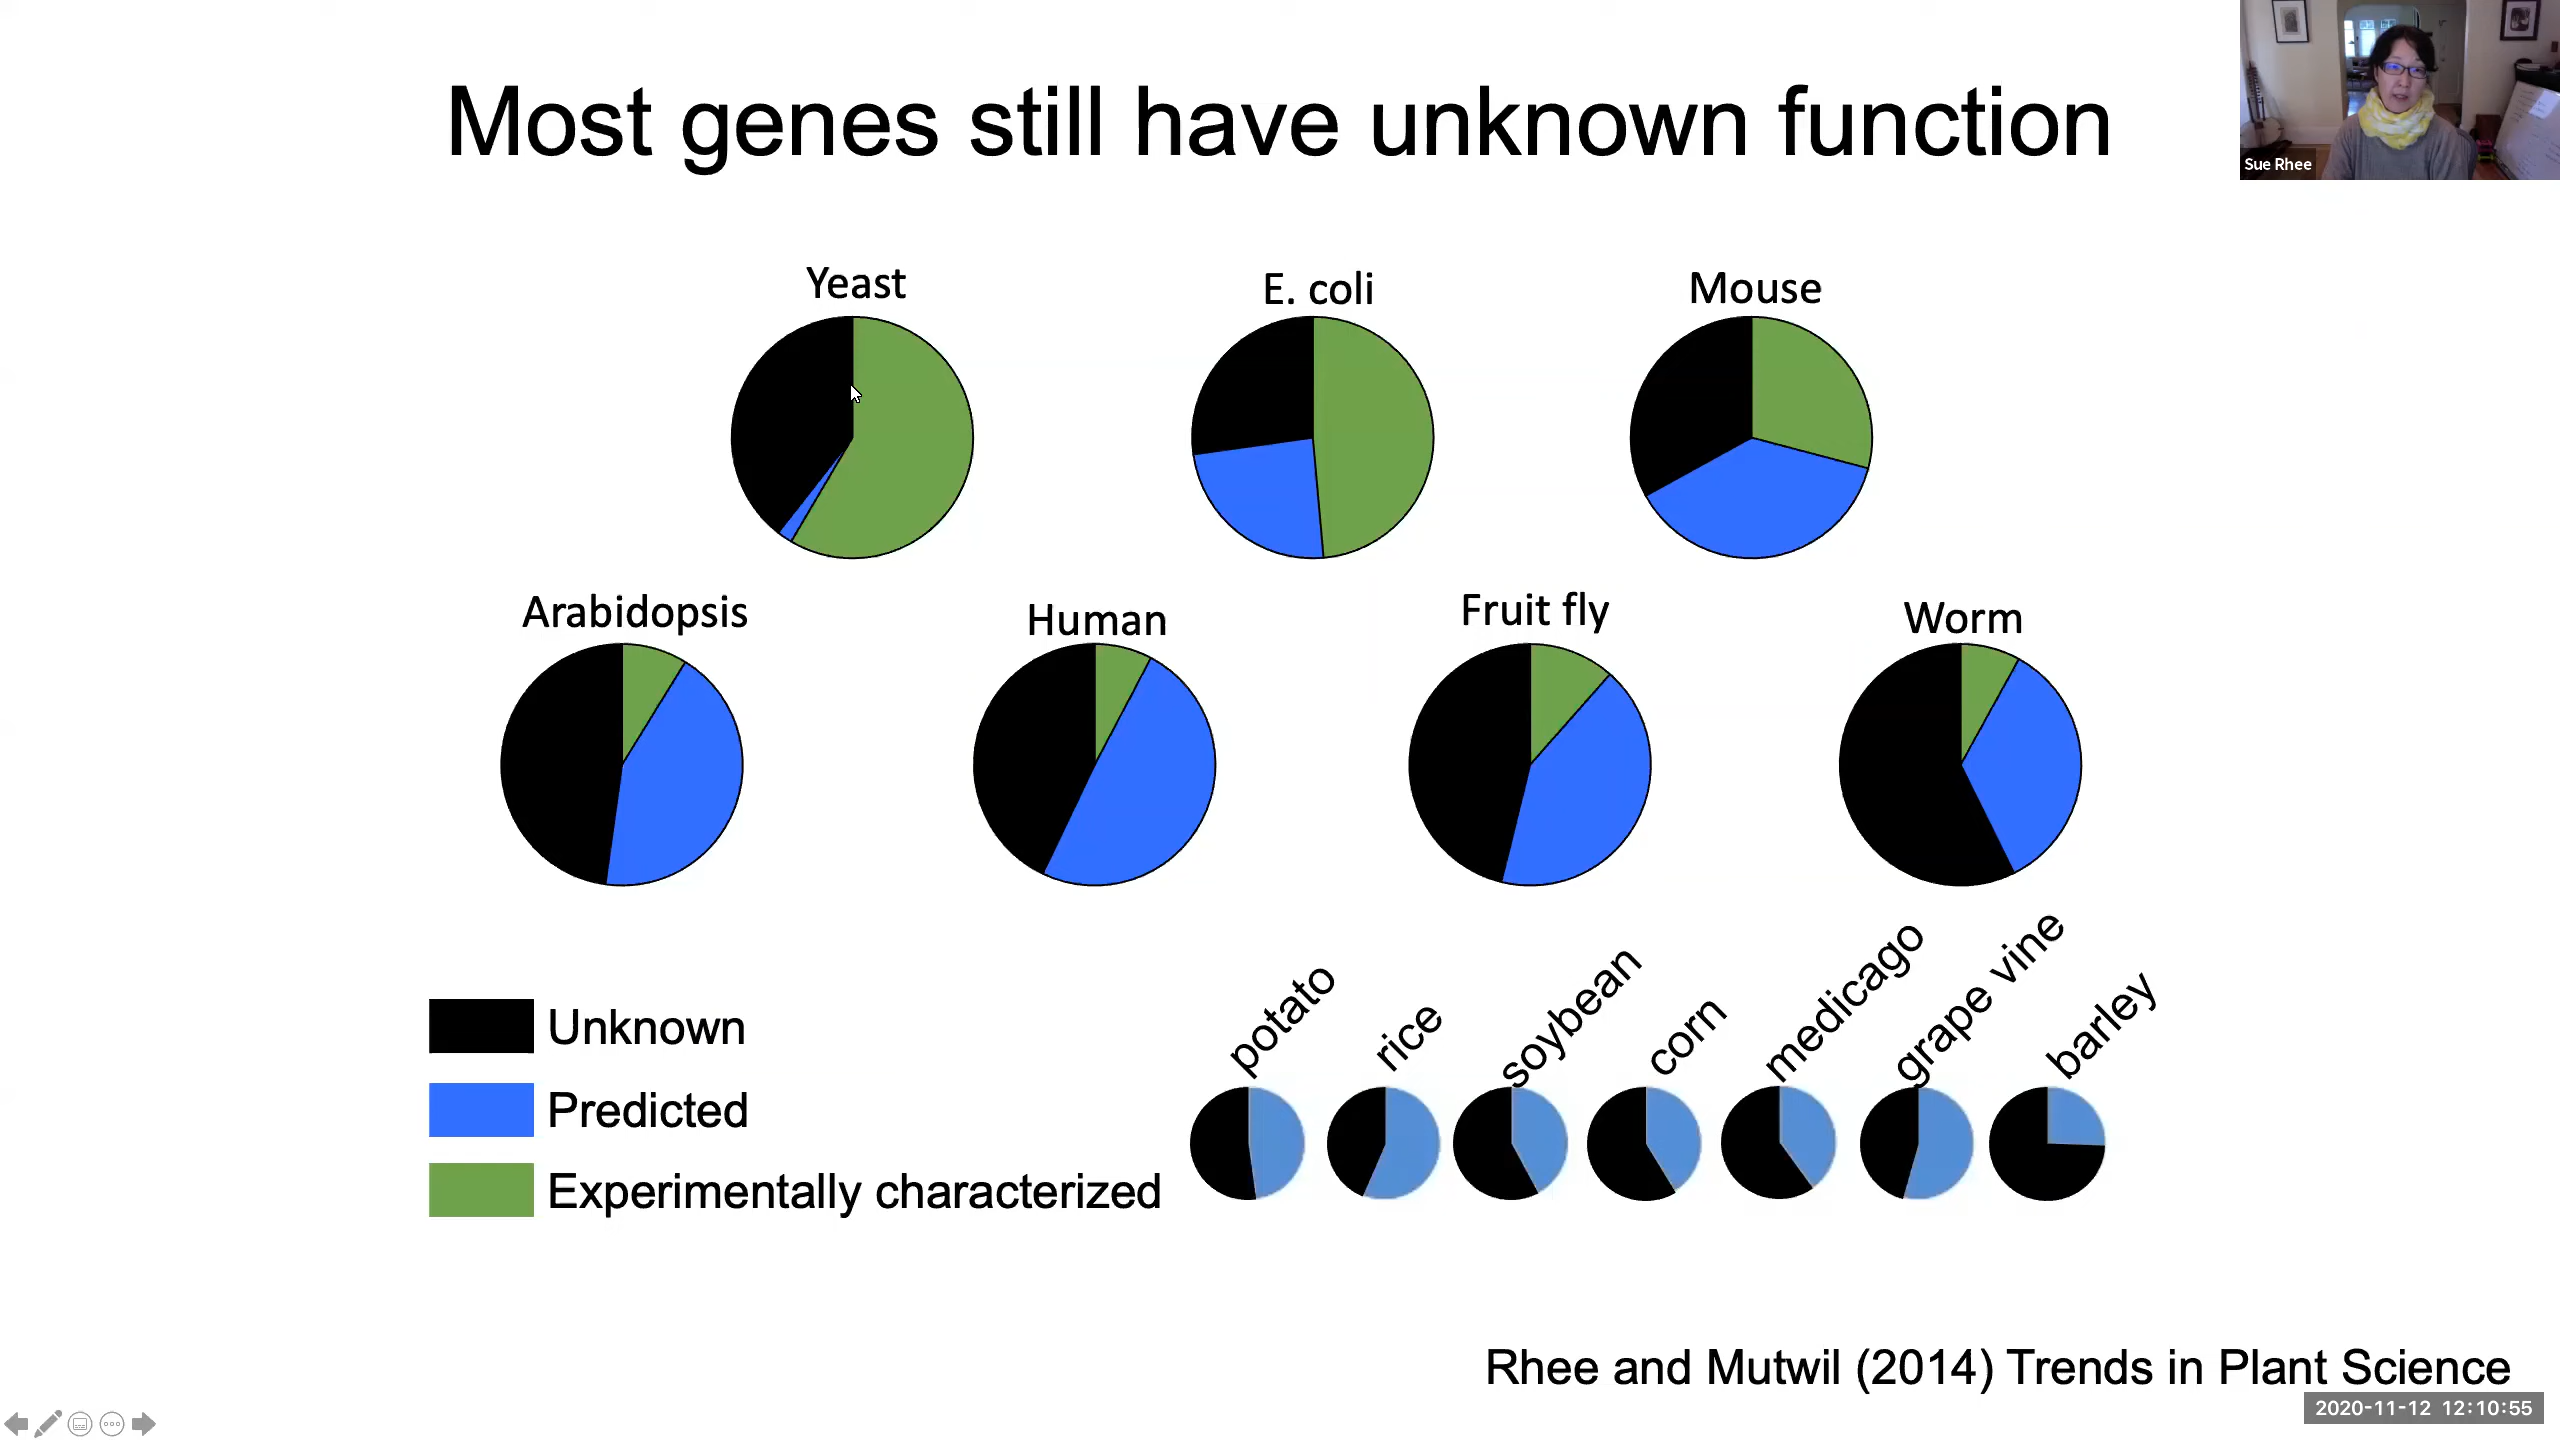 Most genes still have unknown function
Sue Rhee
Yeast
E. coli
Mouse
Arabidopsis
Human
Fruit fly
Worm
Unknown
Predicted
Experimentally characterized
potato
rice
soybean
corn
medicago
grape vine
barley
Rhee and Mutwil (2014) Trends in Plant Science
2020-11-12 12:10:55